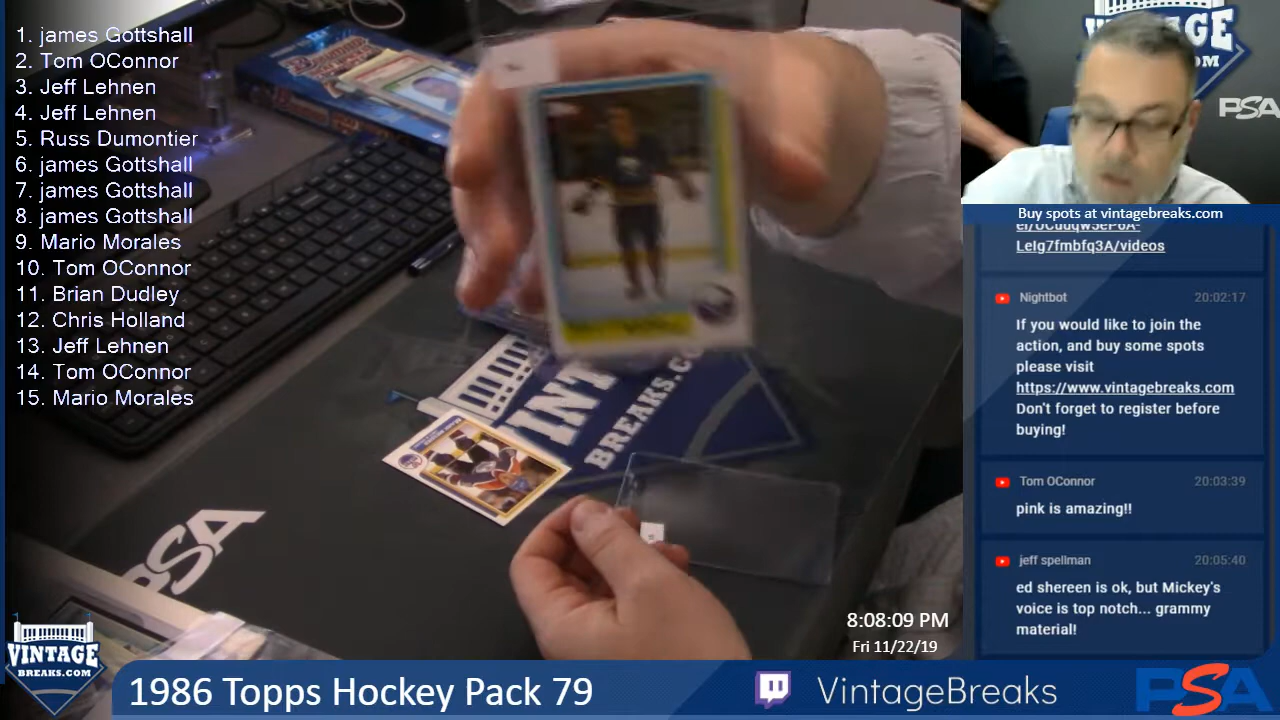 1. james Gottshall
2. Tom OConnor
3. Jeff Lehnen
4. Jeff Lehnen
5. Russ Dumontier
6. james Gottshall
7. james Gottshall
8. james Gottshall
9. Mario Morales
10. Tom OConnor
11. Brian Dudley
12. Chris Holland
13. Jeff Lehnen
14. Tom OConnor
15. Mario Morales
VINT
BREAKS.C
PSA
8:08:09 PM
Fri 11/22/19
VINTAGE
BREAKS.COM
1986 Topps Hockey Pack 79
VintageBreaks
PSA
PSA
Buy spots at vintagebreaks.com
LeIg7fmbfq3A/videos
Nightbot 20:02:17
If you would like to join the
action, and buy some spots
please visit
https://www.vintagebreaks.com
Don't forget to register before
buying!
Tom OConnor 20:03:39
pink is amazing!!
jeff spellman 20:05:40
ed shereen is ok, but Mickey's
voice is top notch... grammy
material!